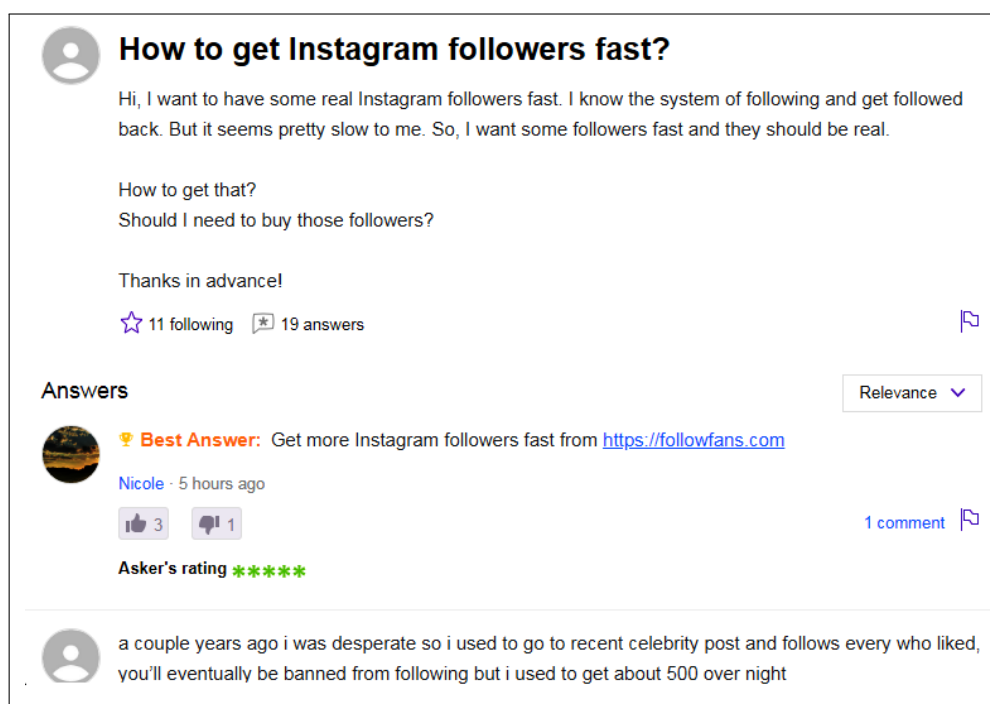 How to get Instagram followers fast?
Hi, I want to have some real Instagram followers fast. I know the system of following and get followed
back. But it seems pretty slow to me. So, I want some followers fast and they should be real.
How to get that?
Should I need to buy those followers?
Thanks in advance!
11 following 19 answers
Answers
Relevance
Best Answer: Get more Instagram followers fast from https://followfans.com
Nicole · 5 hours ago
3 1
1 comment
Asker's rating
a couple years ago i was desperate so i used to go to recent celebrity post and follows every who liked,
you’ll eventually be banned from following but i used to get about 500 over night